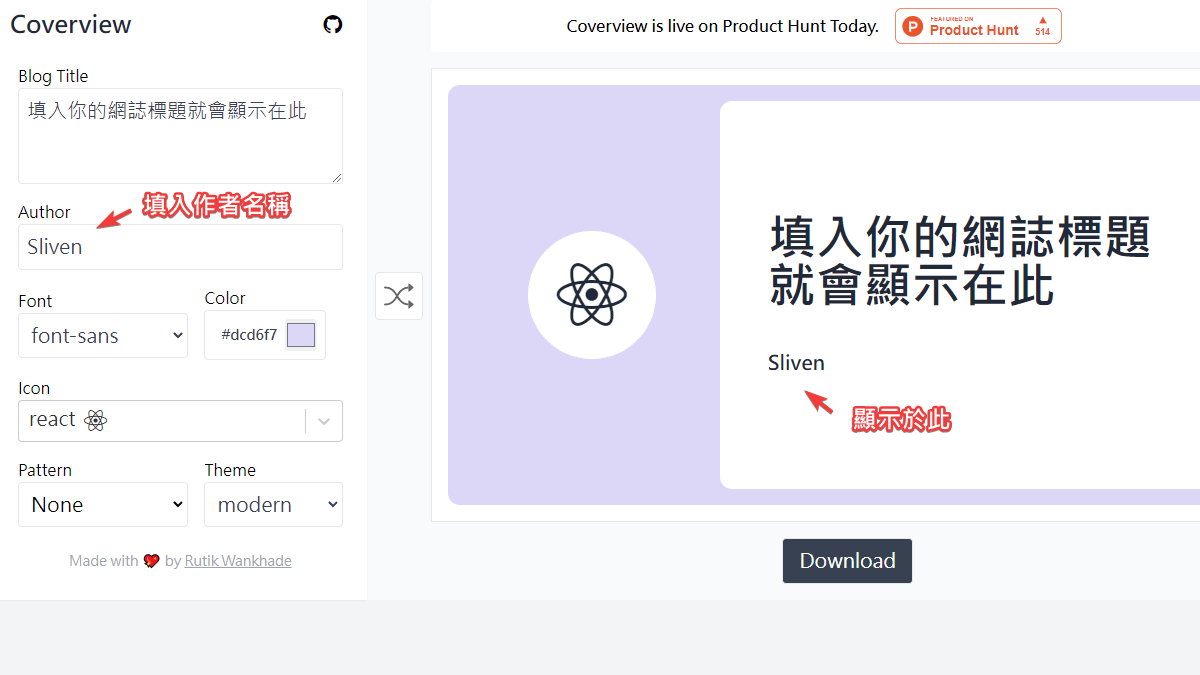 Coverview
Coverview is live on Product Hunt Today.
FEATURED ON
Product Hunt
514
Blog Title
填入你的網誌標題就會顯示在此
Author
填入作者名稱
Sliven
Font
Color
font-sans
#dcd6f7
Icon
react
Pattern
Theme
None
modern
Made with by Rutik Wankhade
填入你的網誌標題
就會顯示在此
Sliven
顯示於此
Download